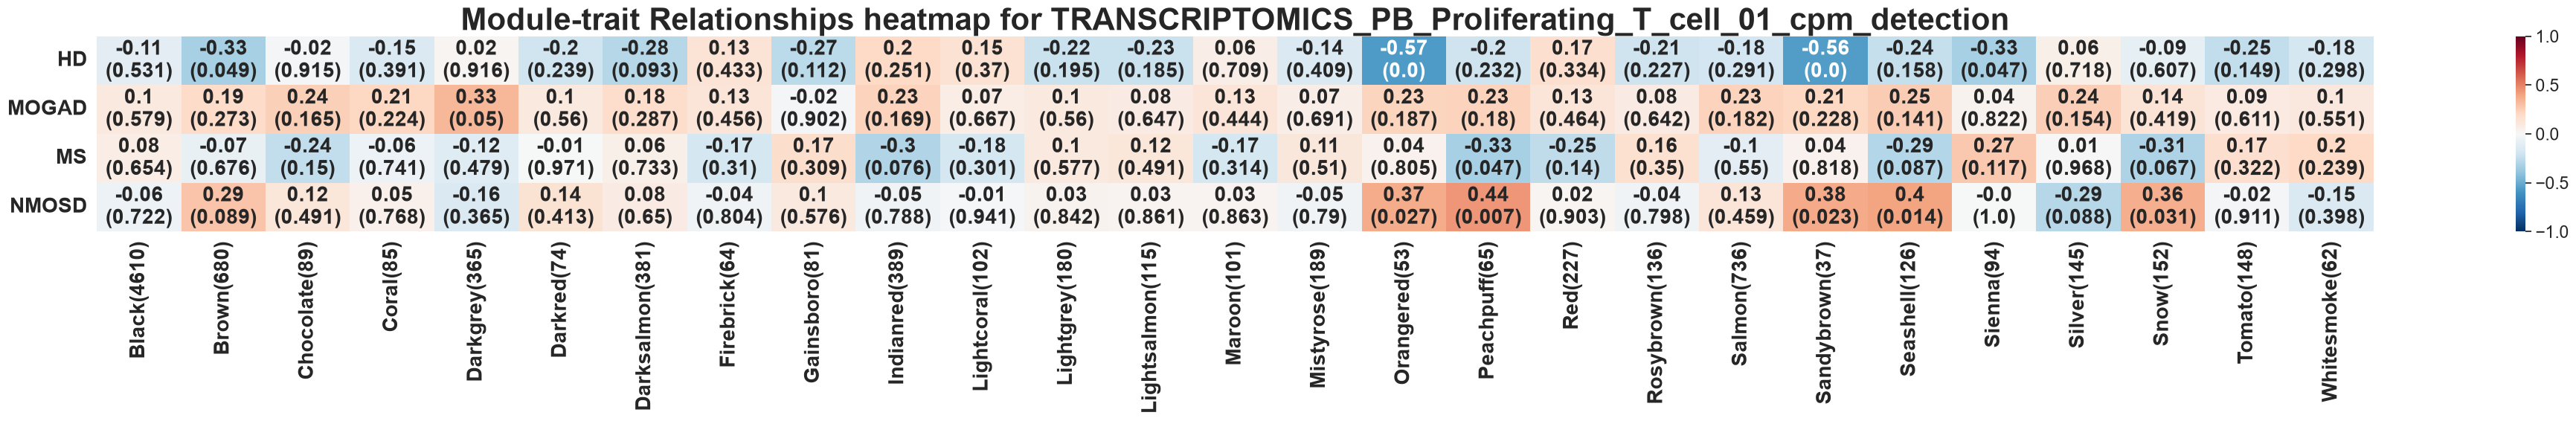 Module-trait Relationships heatmap for TRANSCRIPTOMICS_PB_Proliferating_T_cell_01_cpm_detection
HD -0.11 -0.33 -0.02 -0.15 0.02 -0.2 -0.28 0.13 -0.27 0.2 0.15 -0.22 -0.23 0.06 -0.14 -0.57 -0.2 0.17 -0.21 -0.18 -0.56 -0.24 -0.33 0.06 -0.09 -0.25 -0.18
(0.531) (0.049) (0.915) (0.391) (0.916) (0.239) (0.093) (0.433) (0.112) (0.251) (0.37) (0.195) (0.185) (0.709) (0.409) (0.0) (0.232) (0.334) (0.227) (0.291) (0.0) (0.158) (0.047) (0.718) (0.607) (0.149) (0.298)
MOGAD 0.1 0.19 0.24 0.21 0.33 0.1 0.18 0.13 -0.02 0.23 0.07 0.1 0.08 0.13 0.07 0.23 0.23 0.13 0.08 0.23 0.21 0.25 0.04 0.24 0.14 0.09 0.1
(0.579) (0.273) (0.165) (0.224) (0.05) (0.56) (0.287) (0.456) (0.902) (0.169) (0.667) (0.56) (0.647) (0.444) (0.691) (0.187) (0.18) (0.464) (0.642) (0.182) (0.228) (0.141) (0.822) (0.154) (0.419) (0.611) (0.551)
MS 0.08 -0.07 -0.24 -0.06 -0.12 -0.01 0.06 -0.17 0.17 -0.3 -0.18 0.1 0.12 -0.17 0.11 0.04 -0.33 -0.25 0.16 -0.1 0.04 -0.29 0.27 0.01 -0.31 0.17 0.2
(0.654) (0.676) (0.15) (0.741) (0.479) (0.971) (0.733) (0.31) (0.309) (0.076) (0.301) (0.577) (0.491) (0.314) (0.51) (0.805) (0.047) (0.14) (0.35) (0.55) (0.818) (0.087) (0.117) (0.968) (0.067) (0.322) (0.239)
NMOSD -0.06 0.29 0.12 0.05 -0.16 0.14 0.08 -0.04 0.1 -0.05 -0.01 0.03 0.03 0.03 -0.05 0.37 0.44 0.02 -0.04 0.13 0.38 0.4 -0.0 -0.29 0.36 -0.02 -0.15
(0.722) (0.089) (0.491) (0.768) (0.365) (0.413) (0.65) (0.804) (0.576) (0.788) (0.941) (0.842) (0.861) (0.863) (0.79) (0.027) (0.007) (0.903) (0.798) (0.459) (0.023) (0.014) (1.0) (0.088) (0.031) (0.911) (0.398)
Black(4610)
Brown(680)
Chocolate(89)
Coral(85)
Darkgrey(365)
Darkred(74)
Darksalmon(381)
Firebrick(64)
Gainsboro(81)
Indianred(389)
Lightcoral(102)
Lightgrey(180)
Lightsalmon(115)
Maroon(101)
Mistyrose(189)
Orangered(53)
Peachpuff(65)
Red(227)
Rosybrown(136)
Salmon(736)
Sandybrown(37)
Seashell(126)
Sienna(94)
Silver(145)
Snow(152)
Tomato(148)
Whitesmoke(62)
1.0
0.5
0.0
−0.5
−1.0